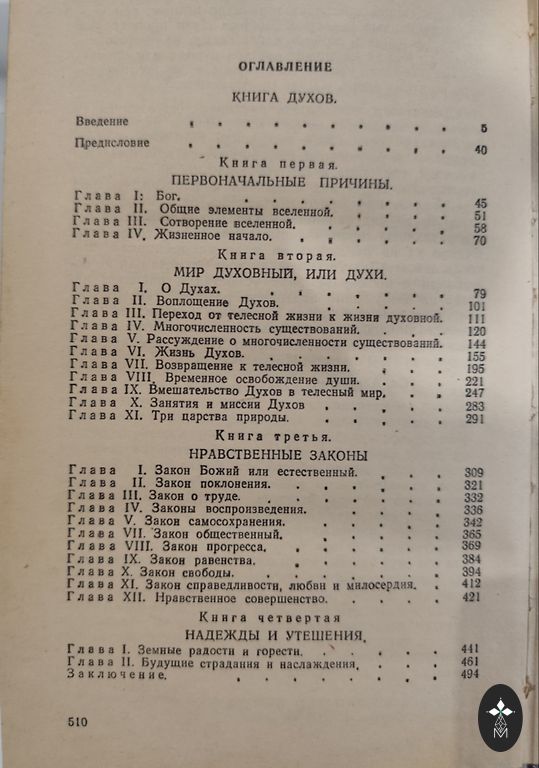 ОГЛАВЛЕНИЕ
КНИГА ДУХОВ.
Введение . . . . . . . . . . 5
Предисловие . . . . . . . . . . 40
Книга первая.
ПЕРВОНАЧАЛЬНЫЕ ПРИЧИНЫ.
Глава I: Бог. . . . . . . . . 45
Глава II. Общие элементы вселенной. . . . . 51
Глава III. Сотворение вселенной. . . . . 58
Глава IV. Жизненное начало. . . . . . 70
Книга вторая.
МИР ДУХОВНЫЙ, ИЛИ ДУХИ.
Глава I. О Духах. . . . . . . 79
Глава II. Воплощение Духов. . . . . . 101
Глава III. Переход от телесной жизни к жизни духовной. 111
Глава IV. Многочисленность существований. . . . 120
Глава V. Рассуждение о многочисленности существований. 144
Глава VI. Жизнь Духов. . . . . . . 155
Глава VII. Возвращение к телесной жизни. . . . 195
Глава VIII. Временное освобождение души. . . . 221
Глава IX. Вмешательство Духов в телесный мир. . . 247
Глава X. Занятия и миссии Духов . . . . 283
Глава XI. Три царства природы. . . . . 291
Книга третья.
НРАВСТВЕННЫЕ ЗАКОНЫ
Глава I. Закон Божий или естественный. . . . 309
Глава II. Закон поклонения. . . . . . 321
Глава III. Закон о труде. . . . . . 332
Глава IV. Законы воспроизведения. . . . . 336
Глава V. Закон самосохранения. . . . . 342
Глава VII. Закон общественный. . . . . 365
Глава VIII. Закон прогресса. . . . . . 369
Глава IX. Закон равенства. . . . . . 384
Глава X. Закон свободы. . . . . . 394
Глава XI. Закон справедливости, любви и милосердия. . 412
Глава XII. Нравственное совершенство. . . . . 421
Книга четвертая
НАДЕЖДЫ И УТЕШЕНИЯ.
Глава I. Земные радости и горести. . . . . 441
Глава II. Будущие страдания и наслаждения. . . . 461
Заключение. . . . . . . 494
510
М